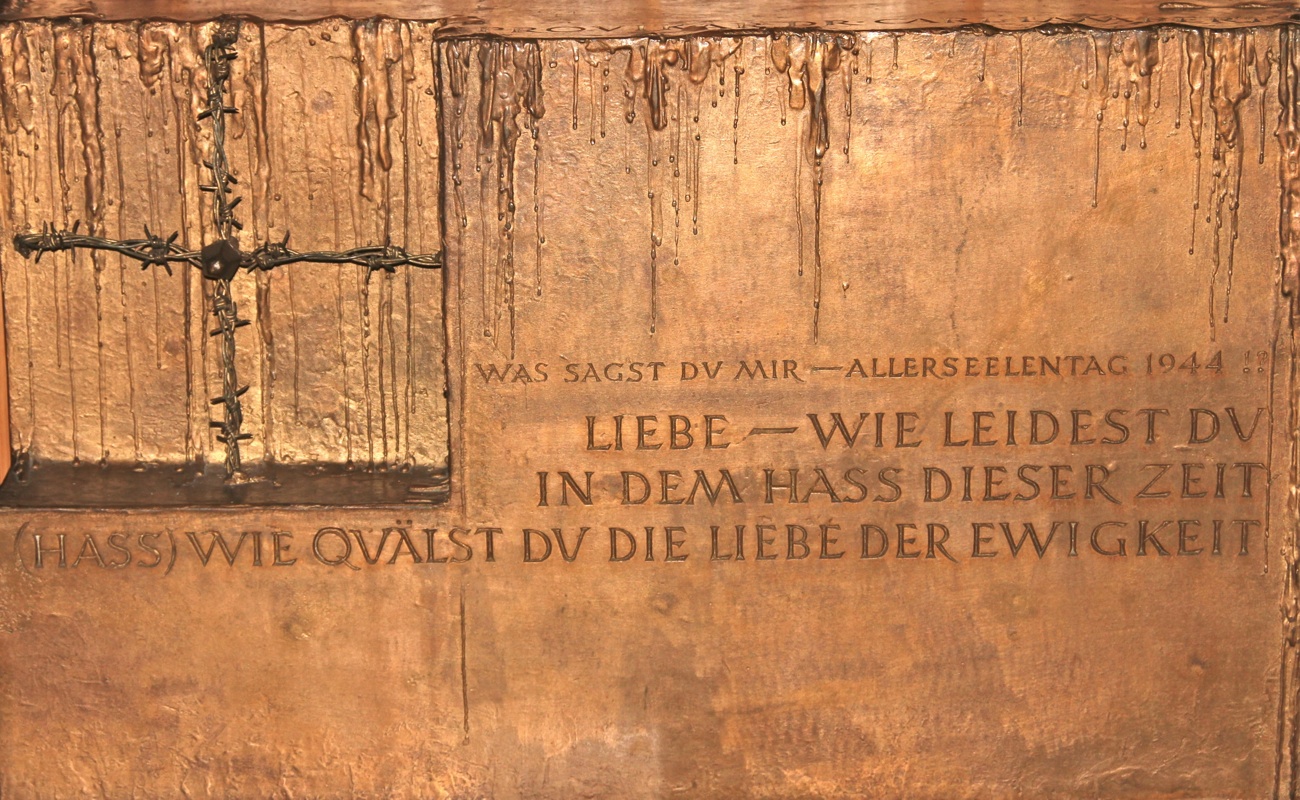 WAS SAGST DV MIR — ALLERSEELENTAG 1944 !?
LIEBE — WIE LEIDEST DV
IN DEM HASS DIESER ZEIT
(HASS) WIE QVÄLST DV DIE LIEBE DER EWIGKEIT